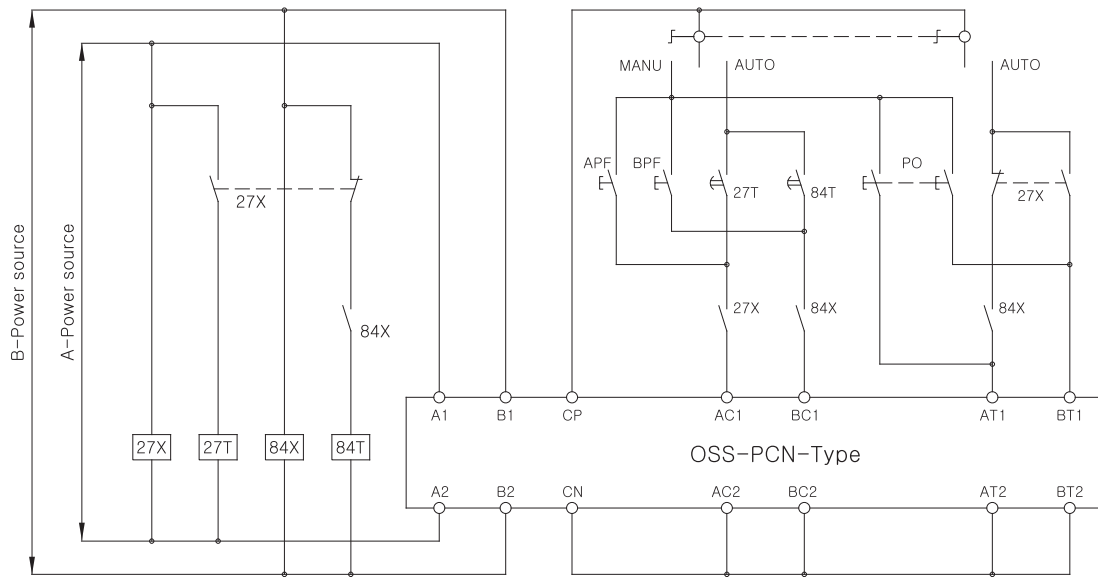 MANU
AUTO
AUTO
APF
BPF
27T
84T
PO
27X
27X
B-Power source
A-Power source
84X
27X
84X
84X
A1
B1
CP
AC1
BC1
AT1
BT1
27X
27T
84X
84T
OSS-PCN-Type
A2
B2
CN
AC2
BC2
AT2
BT2